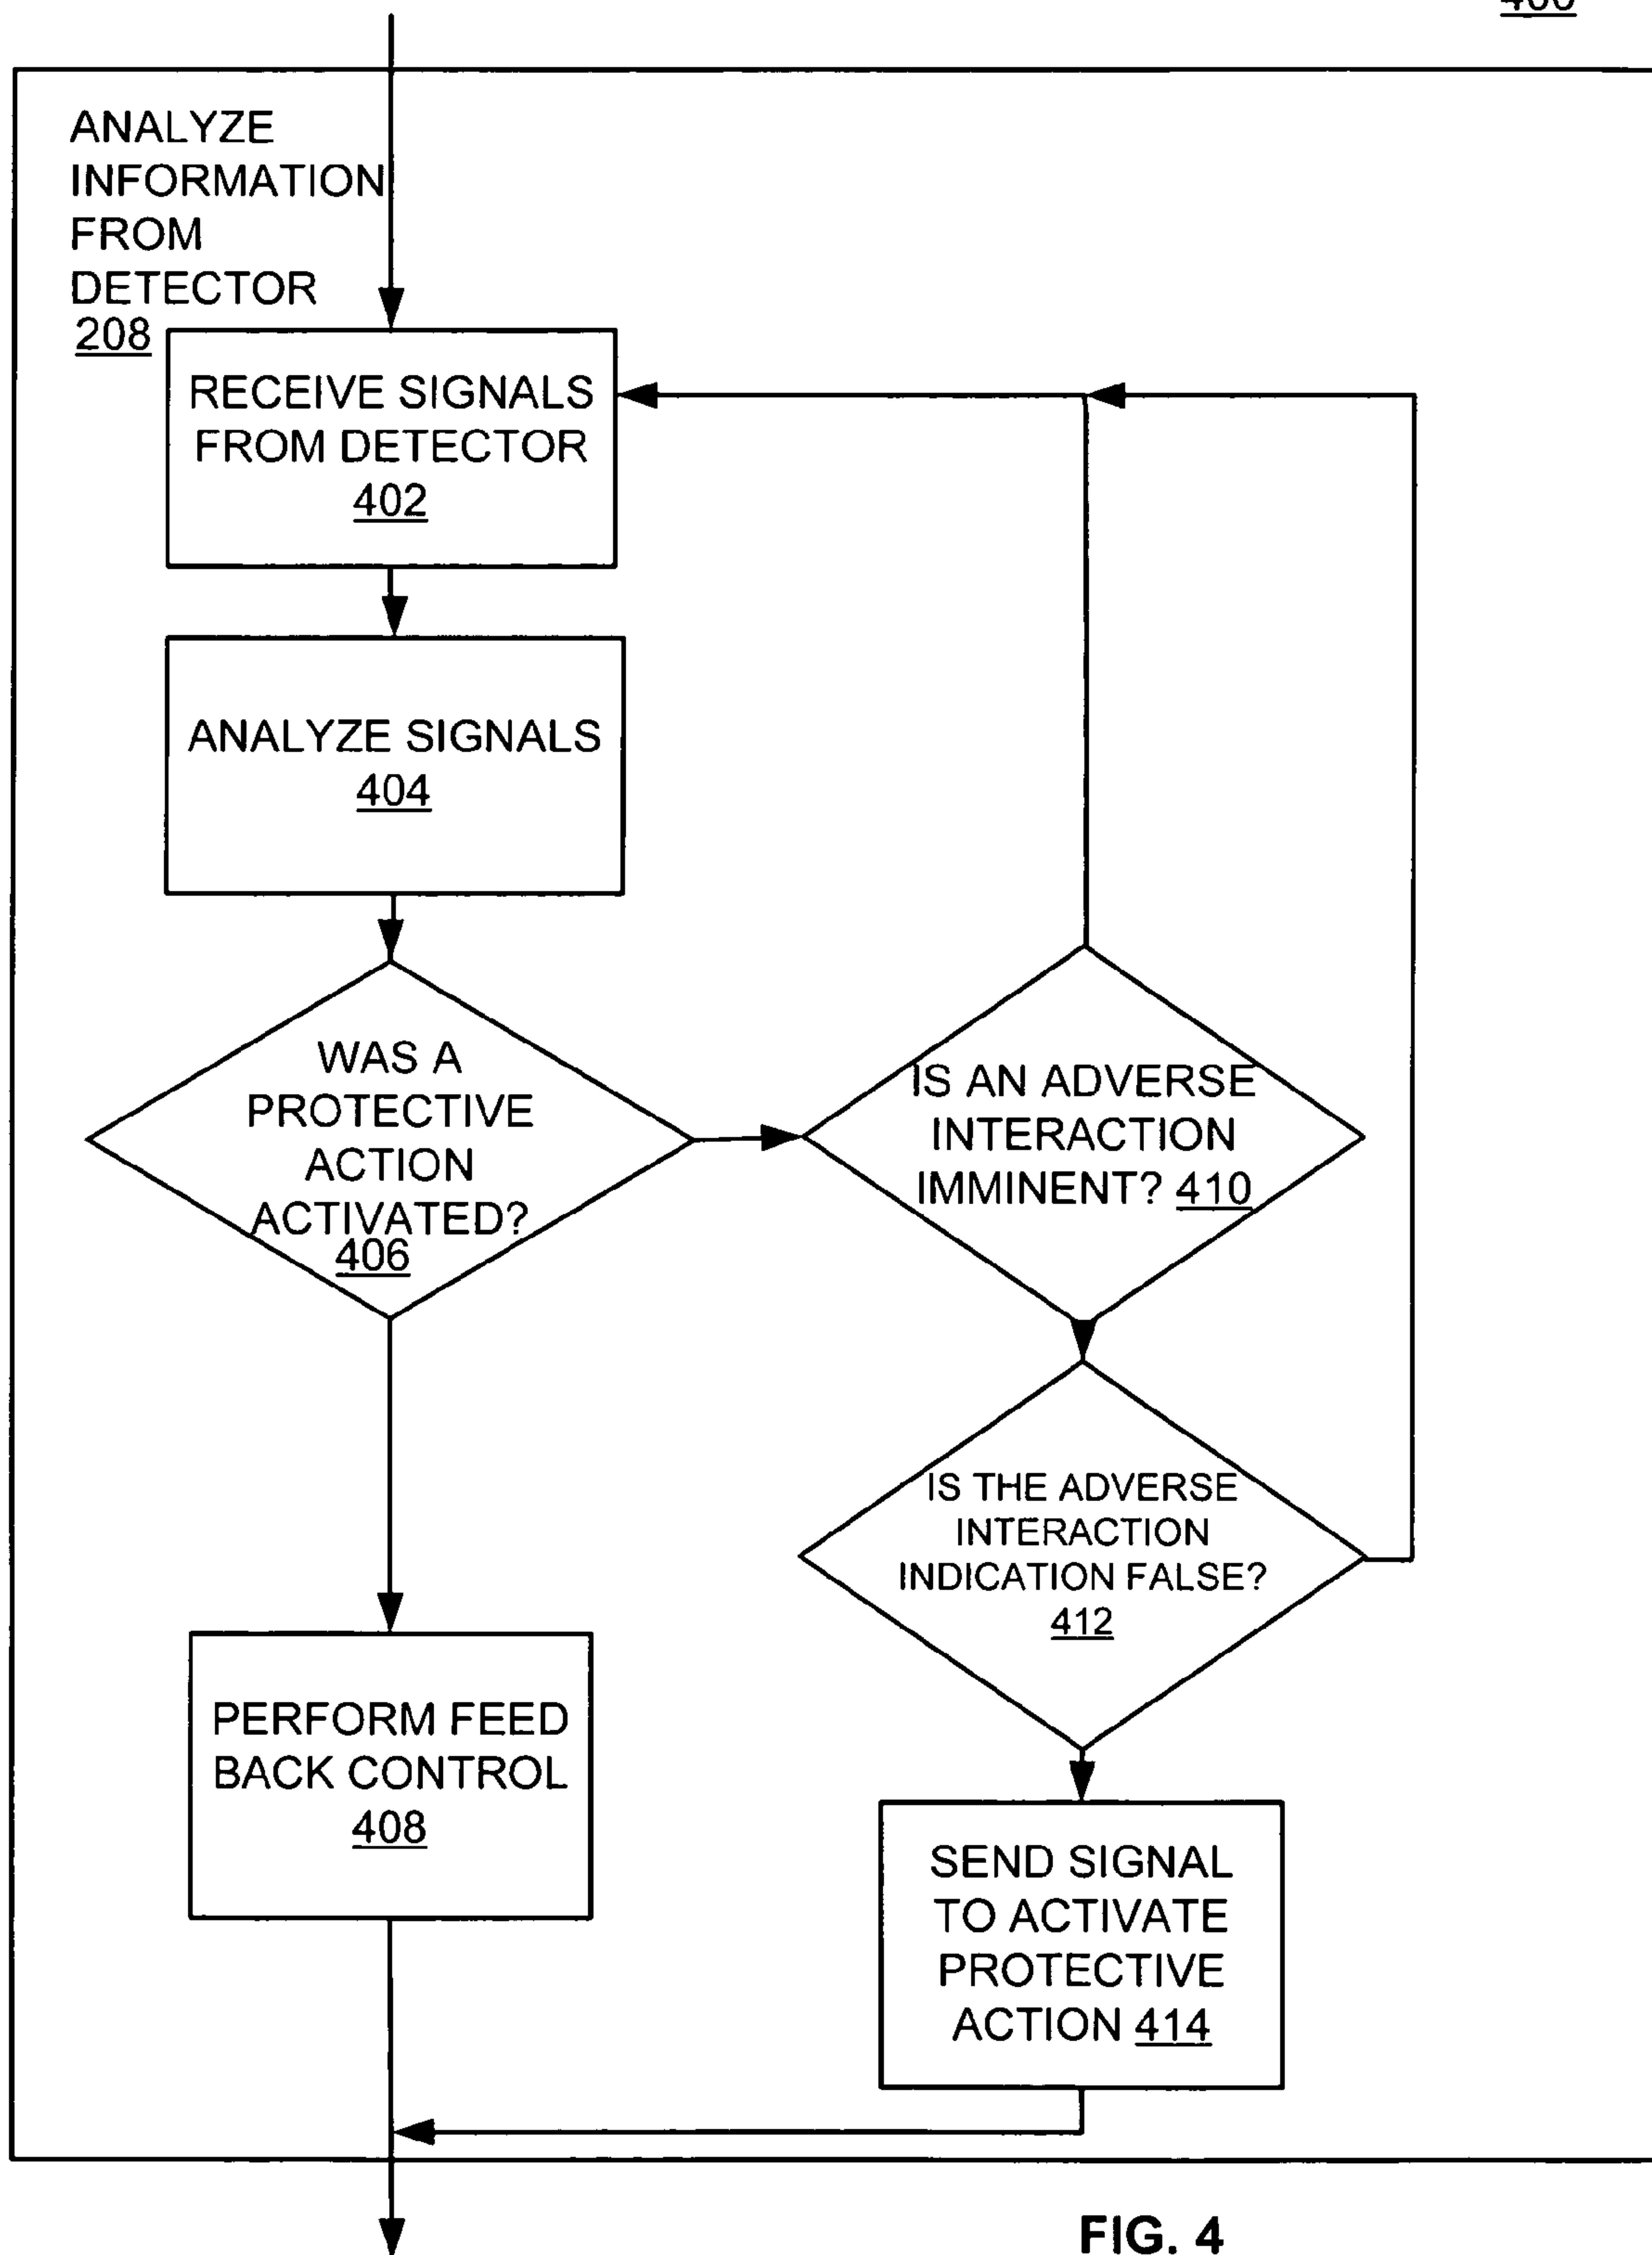 400
ANALYZE
INFORMATION
FROM
DETECTOR
208
RECEIVE SIGNALS
FROM DETECTOR
402
ANALYZE SIGNALS
404
WAS A
PROTECTIVE
ACTION
ACTIVATED?
406
IS AN ADVERSE
INTERACTION
IMMINENT? 410
IS THE ADVERSE
INTERACTION
INDICATION FALSE?
412
PERFORM FEED
BACK CONTROL
408
SEND SIGNAL
TO ACTIVATE
PROTECTIVE
ACTION 414
FIG. 4